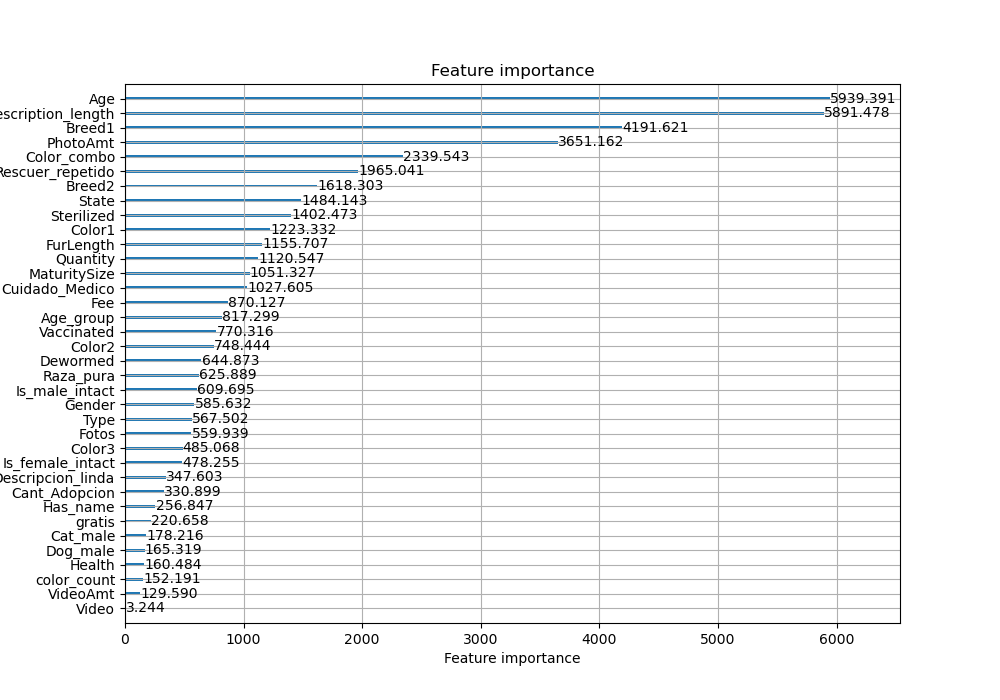 Feature importance
Age 5939.391
escription_length 5891.478
Breed1 4191.621
PhotoAmt 3651.162
Color_combo 2339.543
Rescuer_repetido 1965.041
Breed2 1618.303
State 1484.143
Sterilized 1402.473
Color1 1223.332
FurLength 1155.707
Quantity 1120.547
MaturitySize 1051.327
Cuidado_Medico 1027.605
Fee 870.127
Age_group 817.299
Vaccinated 770.316
Color2 748.444
Dewormed 644.873
Raza_pura 625.889
Is_male_intact 609.695
Gender 585.632
Type 567.502
Fotos 559.939
Color3 485.068
Is_female_intact 478.255
Descripcion_linda 347.603
Cant_Adopcion 330.899
Has_name 256.847
gratis 220.658
Cat_male 178.216
Dog_male 165.319
Health 160.484
color_count 152.191
VideoAmt 129.590
Video 3.244
0 1000 2000 3000 4000 5000 6000
Feature importance